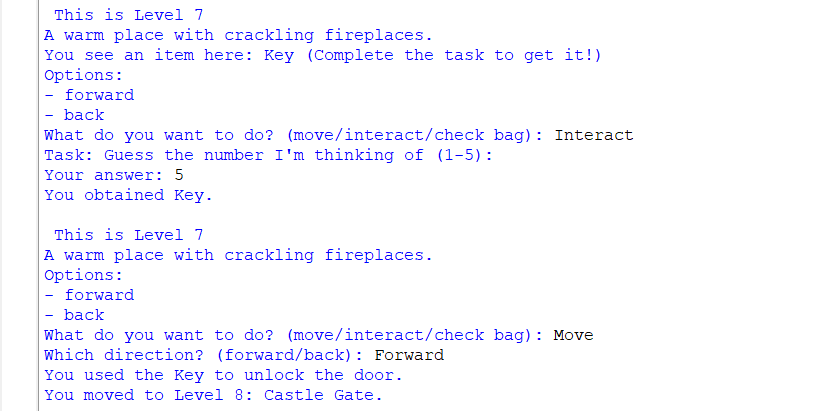 This is Level 7
A warm place with crackling fireplaces.
You see an item here: Key (Complete the task to get it!)
Options:
- forward
- back
What do you want to do? (move/interact/check bag): Interact
Task: Guess the number I'm thinking of (1-5):
Your answer: 5
You obtained Key.
This is Level 7
A warm place with crackling fireplaces.
Options:
- forward
- back
What do you want to do? (move/interact/check bag): Move
Which direction? (forward/back): Forward
You used the Key to unlock the door.
You moved to Level 8: Castle Gate.